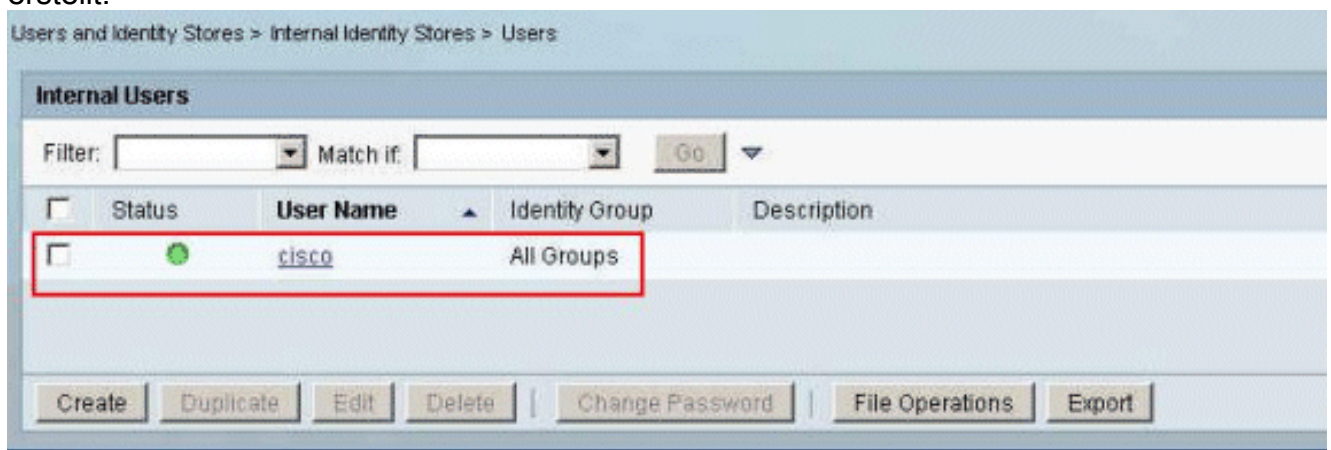 erstellt.
Users and Identity Stores > Internal Identity Stores > Users
Internal Users
Filter: Match if: Go
Status User Name Identity Group Description
cisco All Groups
Create Duplicate Edit Delete | Change Password | File Operations Export